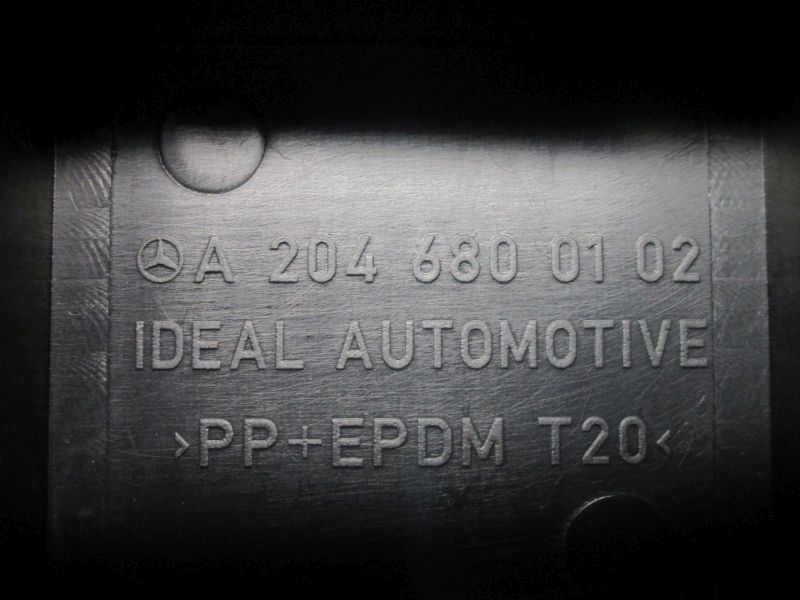 A 204 680 01 02
IDEAL AUTOMOTIVE
>PP+EPDM T20<